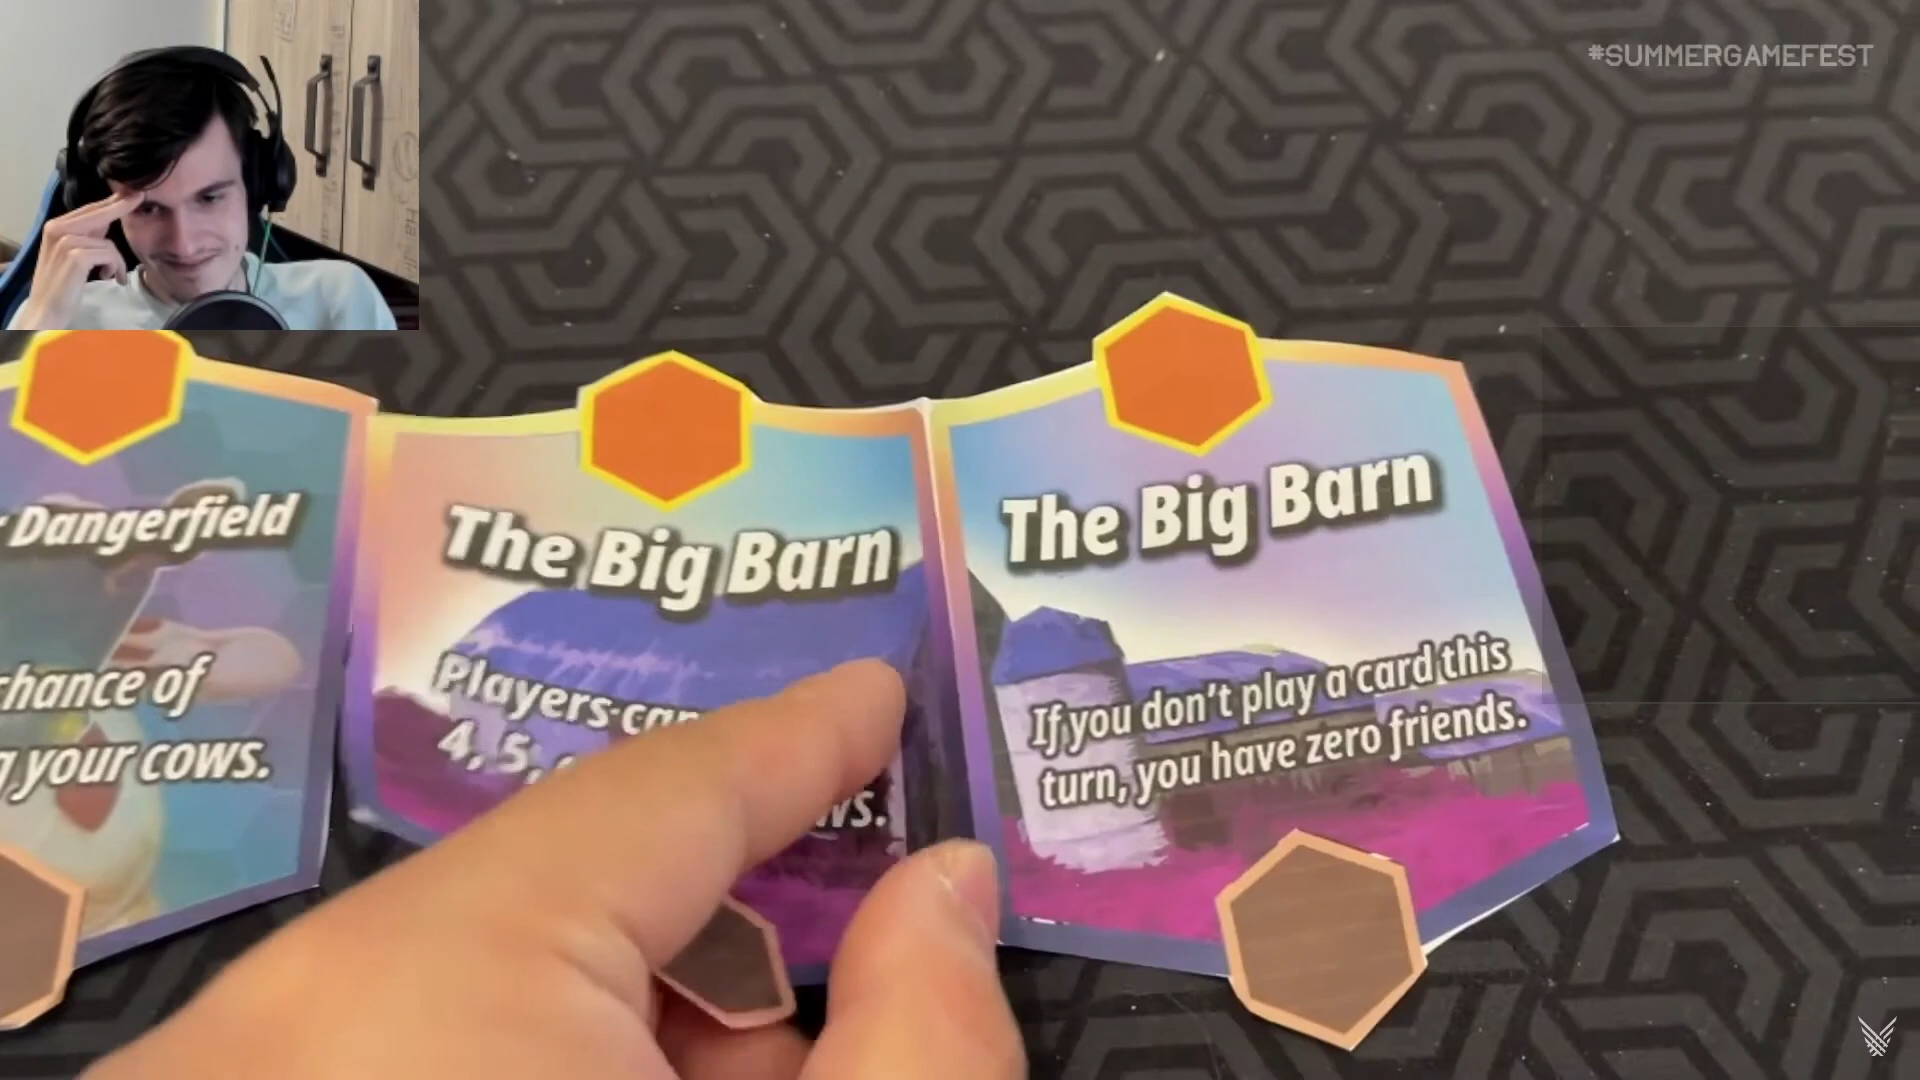 #SUMMERGAMEFEST
Dangerfield
chance of
your cows.
The Big Barn
Players can
4, 5,
The Big Barn
If you don't play a card this
turn, you have zero friends.